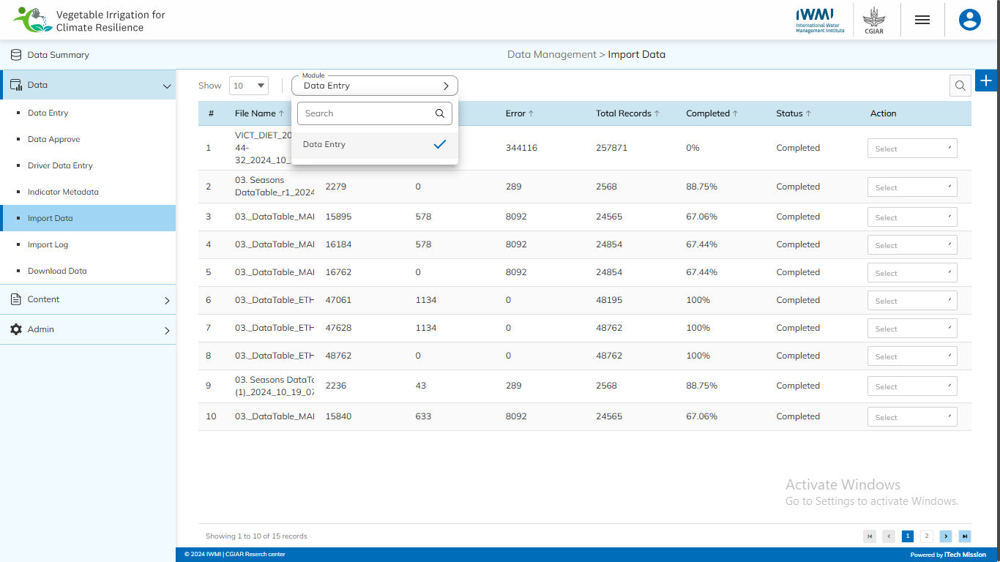 Vegetable Irrigation for
Climate Resilience
IWMI
International Water
Management Institute
CGIAR
Data Summary
Data Management > Import Data
Data
Show 10 Module Data Entry
Search
Data Entry
# File Name Error Total Records Completed Status Action
Data Entry
Data Approve
Driver Data Entry
Indicator Metadata
Import Data
Import Log
Download Data
Content
Admin
VICT_DIET_20
1 44- 344116 257871 0% Completed Select
32_2024_10_
03. Seasons
2 DataTable_r1_2024 2279 0 289 2568 88.75% Completed Select
3 03._DataTable_MAI 15895 578 8092 24565 67.06% Completed Select
4 03._DataTable_MAI 16184 578 8092 24854 67.44% Completed Select
5 03._DataTable_MAI 16762 0 8092 24854 67.44% Completed Select
6 03._DataTable_ETH 47061 1134 0 48195 100% Completed Select
7 03._DataTable_ETH 47628 1134 0 48762 100% Completed Select
8 03._DataTable_ETH 48762 0 0 48762 100% Completed Select
03. Seasons DataTa
9 (1)_2024_10_19_07 2236 43 289 2568 88.75% Completed Select
10 03._DataTable_MAI 15840 633 8092 24565 67.06% Completed Select
Activate Windows
Go to Settings to activate Windows.
Showing 1 to 10 of 15 records
1 2
© 2024 IWMI | CGIAR Reserch center
Powered by iTech Mission